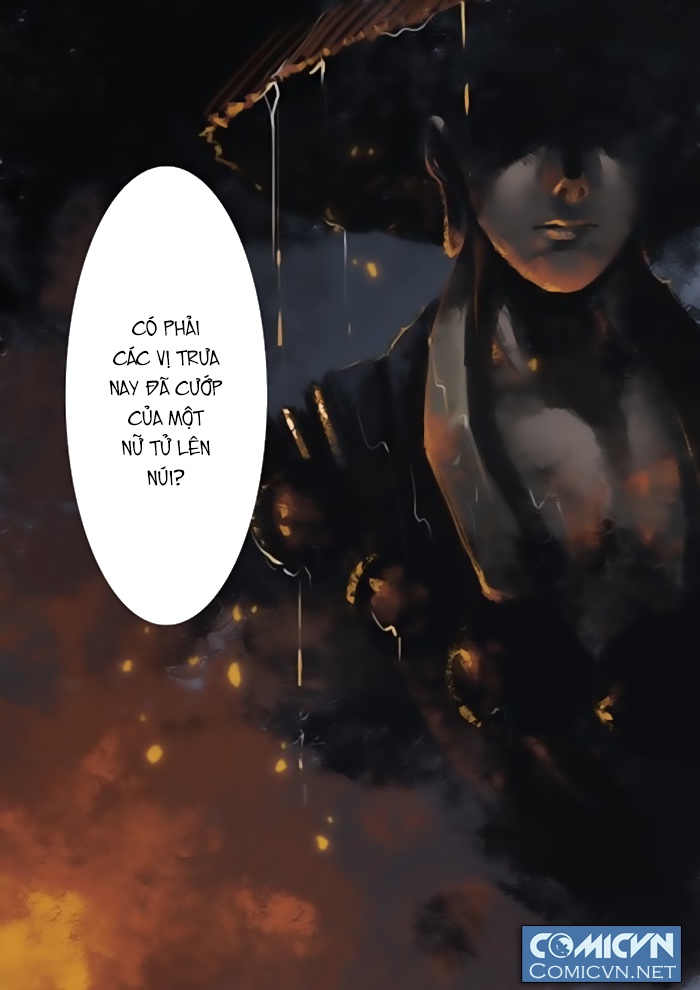 CÓ PHẢI
CÁC VỊ TRƯA
NAY ĐÃ CƯỚP
CỦA MỘT
NỮ TỬ LÊN
NÚI?
COMICVN
COMICVN.NET